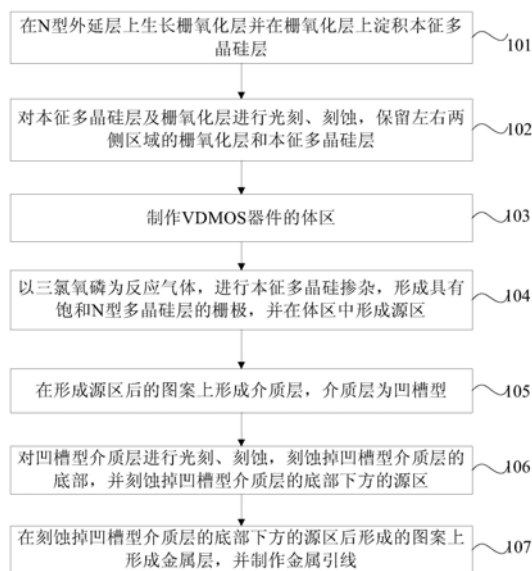 在N型外延层上生长栅氧化层并在栅氧化层上淀积本征多
晶硅层
101
对本征多晶硅层及栅氧化层进行光刻、刻蚀，保留左右两
侧区域的栅氧化层和本征多晶硅层
102
制作VDMOS器件的体区
103
以三氯氧磷为反应气体，进行本征多晶硅掺杂，形成具有
饱和N型多晶硅层的栅极，并在体区中形成源区
104
在形成源区后的图案上形成介质层，介质层为凹槽型
105
对凹槽型介质层进行光刻、刻蚀，刻蚀掉凹槽型介质层的
底部，并刻蚀掉凹槽型介质层的底部下方的源区
106
在刻蚀掉凹槽型介质层的底部下方的源区后形成的图案上
形成金属层，并制作金属引线
107